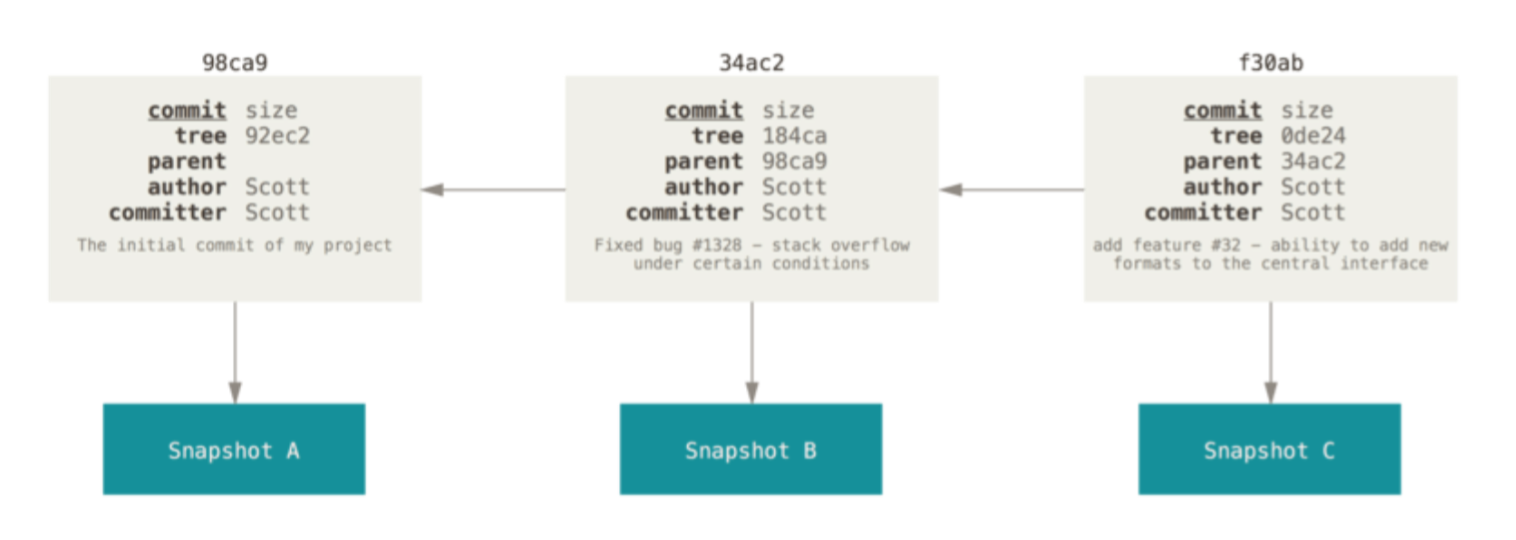 98ca9
commit size
tree 92ec2
parent
author Scott
committer Scott
The initial commit of my project
34ac2
commit size
tree 184ca
parent 98ca9
author Scott
committer Scott
Fixed bug #1328 – stack overflow
under certain conditions
f30ab
commit size
tree 0de24
parent 34ac2
author Scott
committer Scott
add feature #32 – ability to add new
formats to the central interface
Snapshot A
Snapshot B
Snapshot C